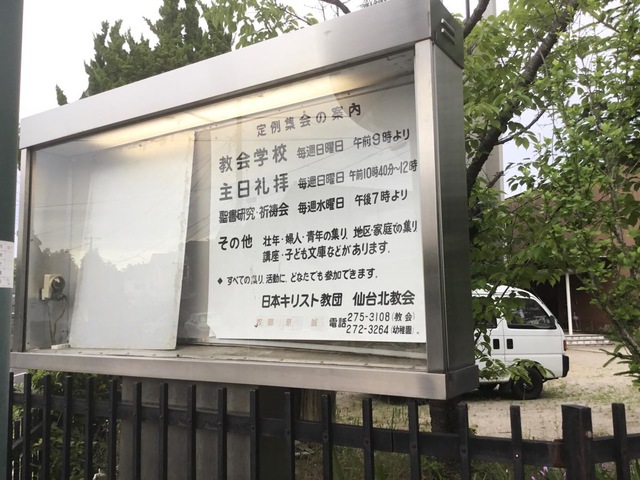 定例集会の案内
教会学校 毎週日曜日 午前9時より
主日礼拝 毎週日曜日 午前10時40分~12時
聖書研究・祈祷会 毎週水曜日 午後7時より
その他 壮年・婦人・青年の集り、地区・家庭での集り
講座・子ども文庫などがあります.
◆すべての集り、活動に、どなたでも参加できます.
日本キリスト教団 仙台北教会
電話 275-3108(教会)
272-3264(幼稚園)